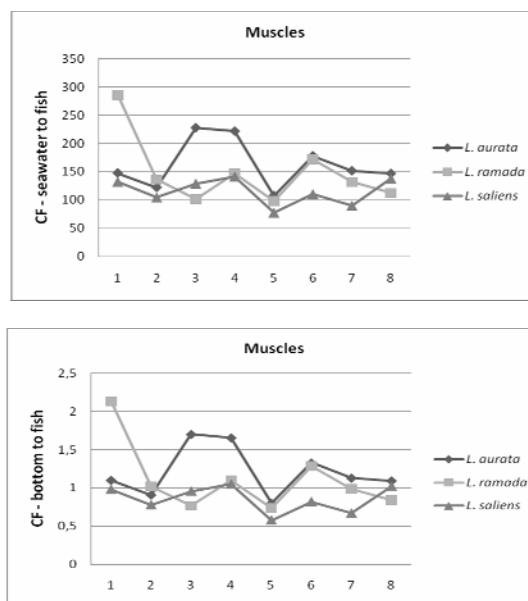 Muscles
350
300
250
200
150
100
50
0
CF - seawater to fish
1 2 3 4 5 6 7 8
L. aurata
L. ramada
L. saliens
Muscles
2,5
2
1,5
1
0,5
0
CF - bottom to fish
1 2 3 4 5 6 7 8
L. aurata
L. ramada
L. saliens